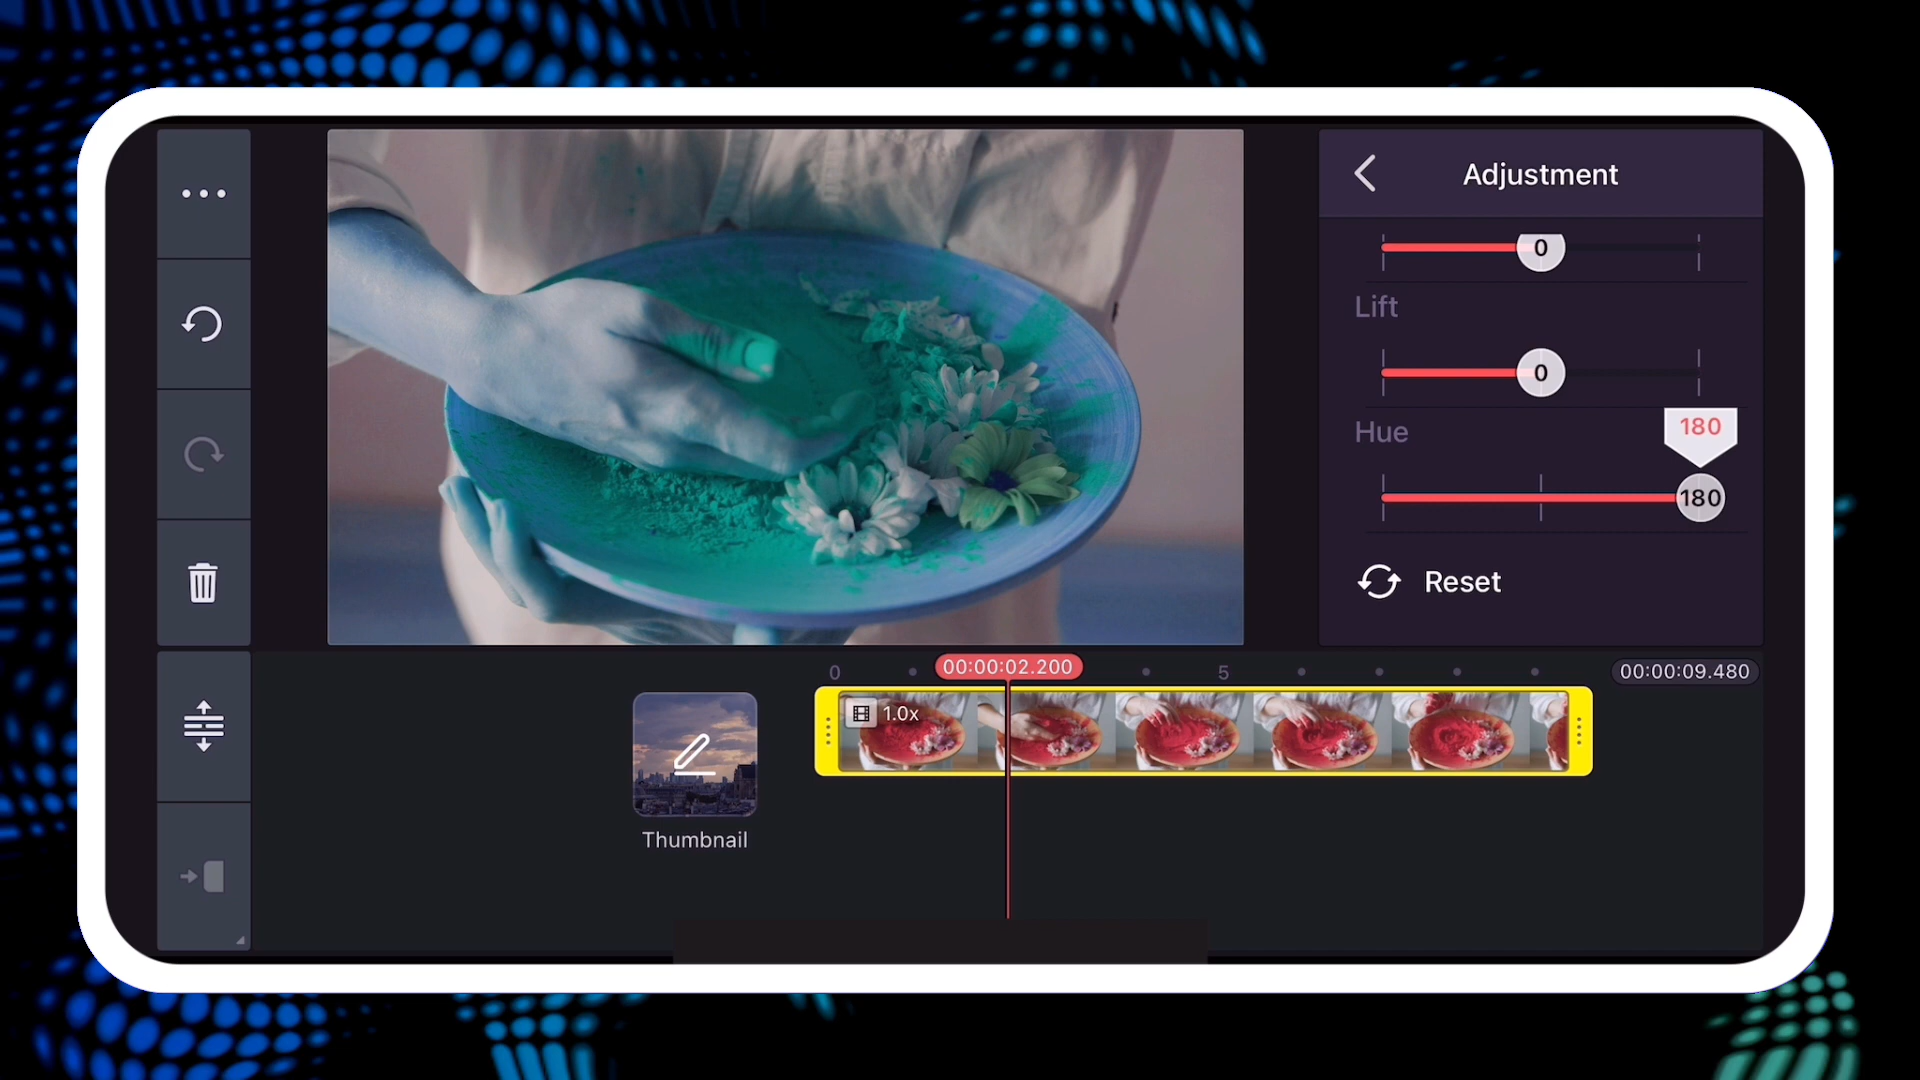 Adjustment
0
Lift
0
Hue
180
180
Reset
0
00:00:02.200
5
00:00:09.480
1.0x
Thumbnail